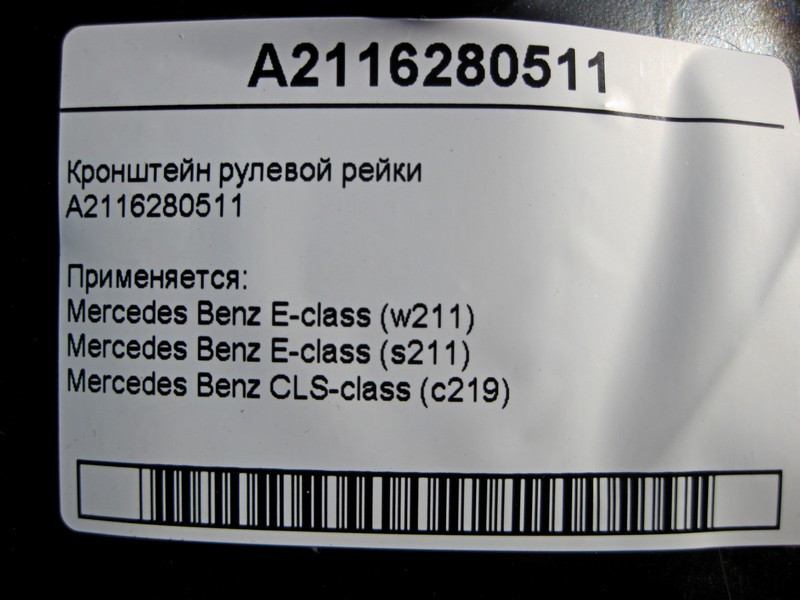 A2116280511
Кронштейн рулевой рейки
A2116280511
Применяется:
Mercedes Benz E-class (w211)
Mercedes Benz E-class (s211)
Mercedes Benz CLS-class (c219)